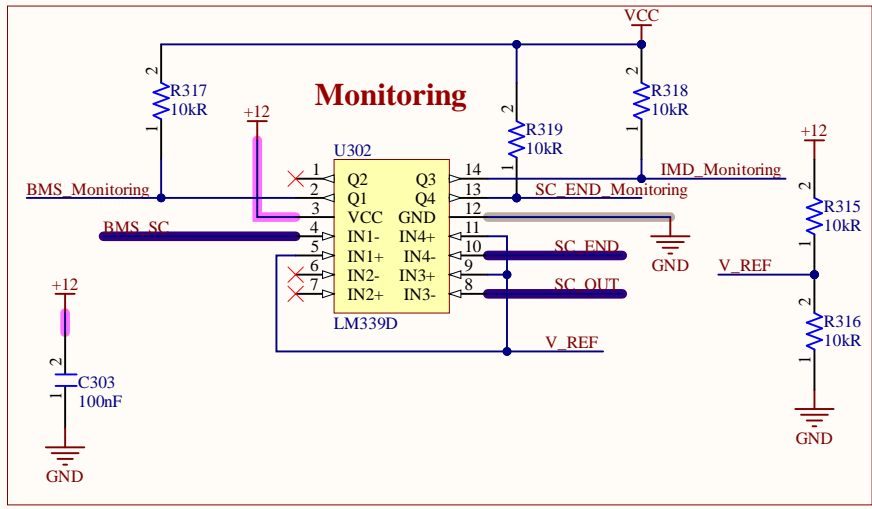 VCC
2
R317
10kR
1
Monitoring
+12
2
R319
10kR
1
2
R318
10kR
1
+12
U302
BMS_Monitoring
IMD_Monitoring
SC_END_Monitoring
BMS_SC
1 Q2 Q3 14
2 Q1 Q4 13
3 VCC GND 12
4 IN1- IN4+ 11
5 IN1+ IN4- 10
6 IN2- IN3+ 9
7 IN2+ IN3- 8
LM339D
SC_END
SC_OUT
V_REF
GND
2
R315
10kR
1
V_REF
2
R316
10kR
1
GND
+12
2
C303
100nF
1
GND